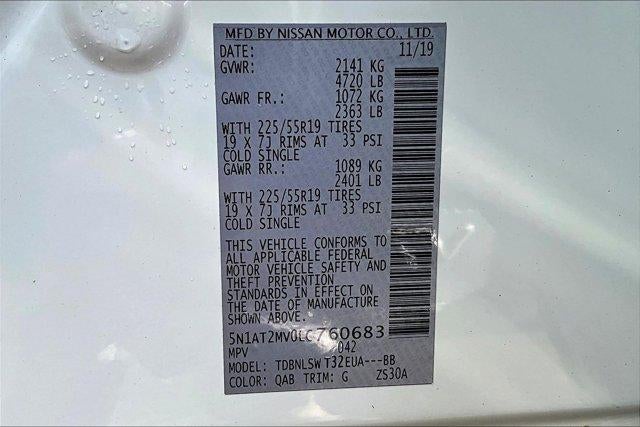 MFD BY NISSAN MOTOR CO., LTD.
DATE: 11/19
GVWR: 2141 KG
4720 LB
GAWR FR.: 1072 KG
2363 LB
WITH 225/55R19 TIRES
19 X 7J RIMS AT 33 PSI
COLD SINGLE
GAWR RR.: 1089 KG
2401 LB
WITH 225/55R19 TIRES
19 X 7J RIMS AT 33 PSI
COLD SINGLE
THIS VEHICLE CONFORMS TO
ALL APPLICABLE FEDERAL
MOTOR VEHICLE SAFETY AND
THEFT PREVENTION
STANDARDS IN EFFECT ON
THE DATE OF MANUFACTURE
SHOWN ABOVE.
5N1AT2MV0LC760683
MPV 042
MODEL: TDBNLSW T32EUA---BB
COLOR: QAB TRIM: G ZS30A